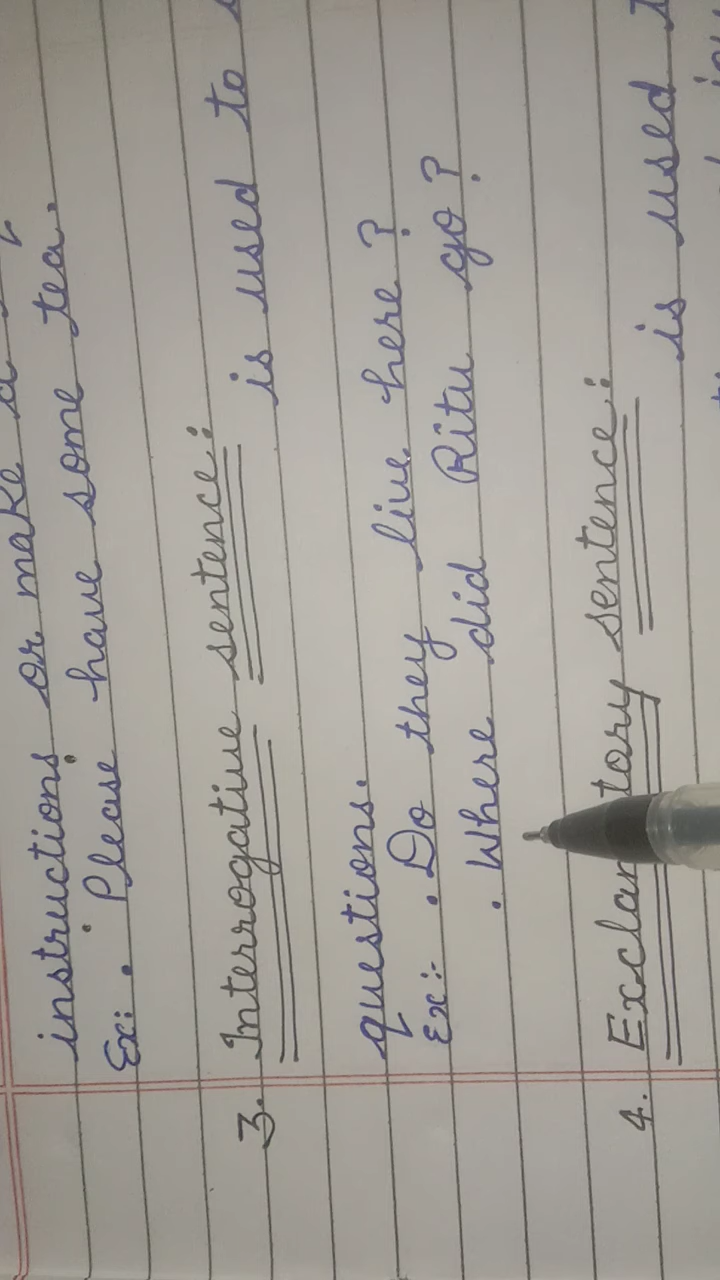 instructions or make a
Ex: . Please have some tea.
3. Interrogative sentence: is used to
questions.
Ex:- . Do they live here ?
. Where did Ritu go ?
4. sentence: is used